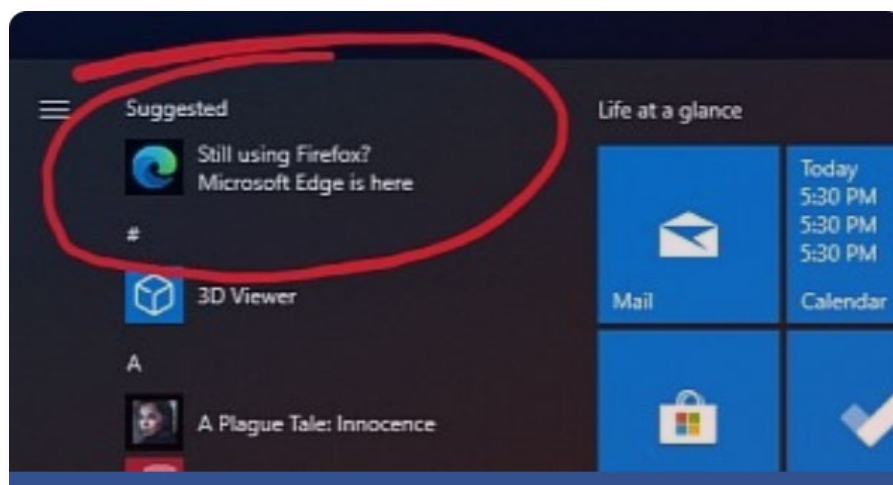 Suggested
Still using Firefox?
Microsoft Edge is here
#
3D Viewer
A
A Plague Tale: Innocence
Life at a glance
Mail
Today
5:30 PM
5:30 PM
5:30 PM
Calendar